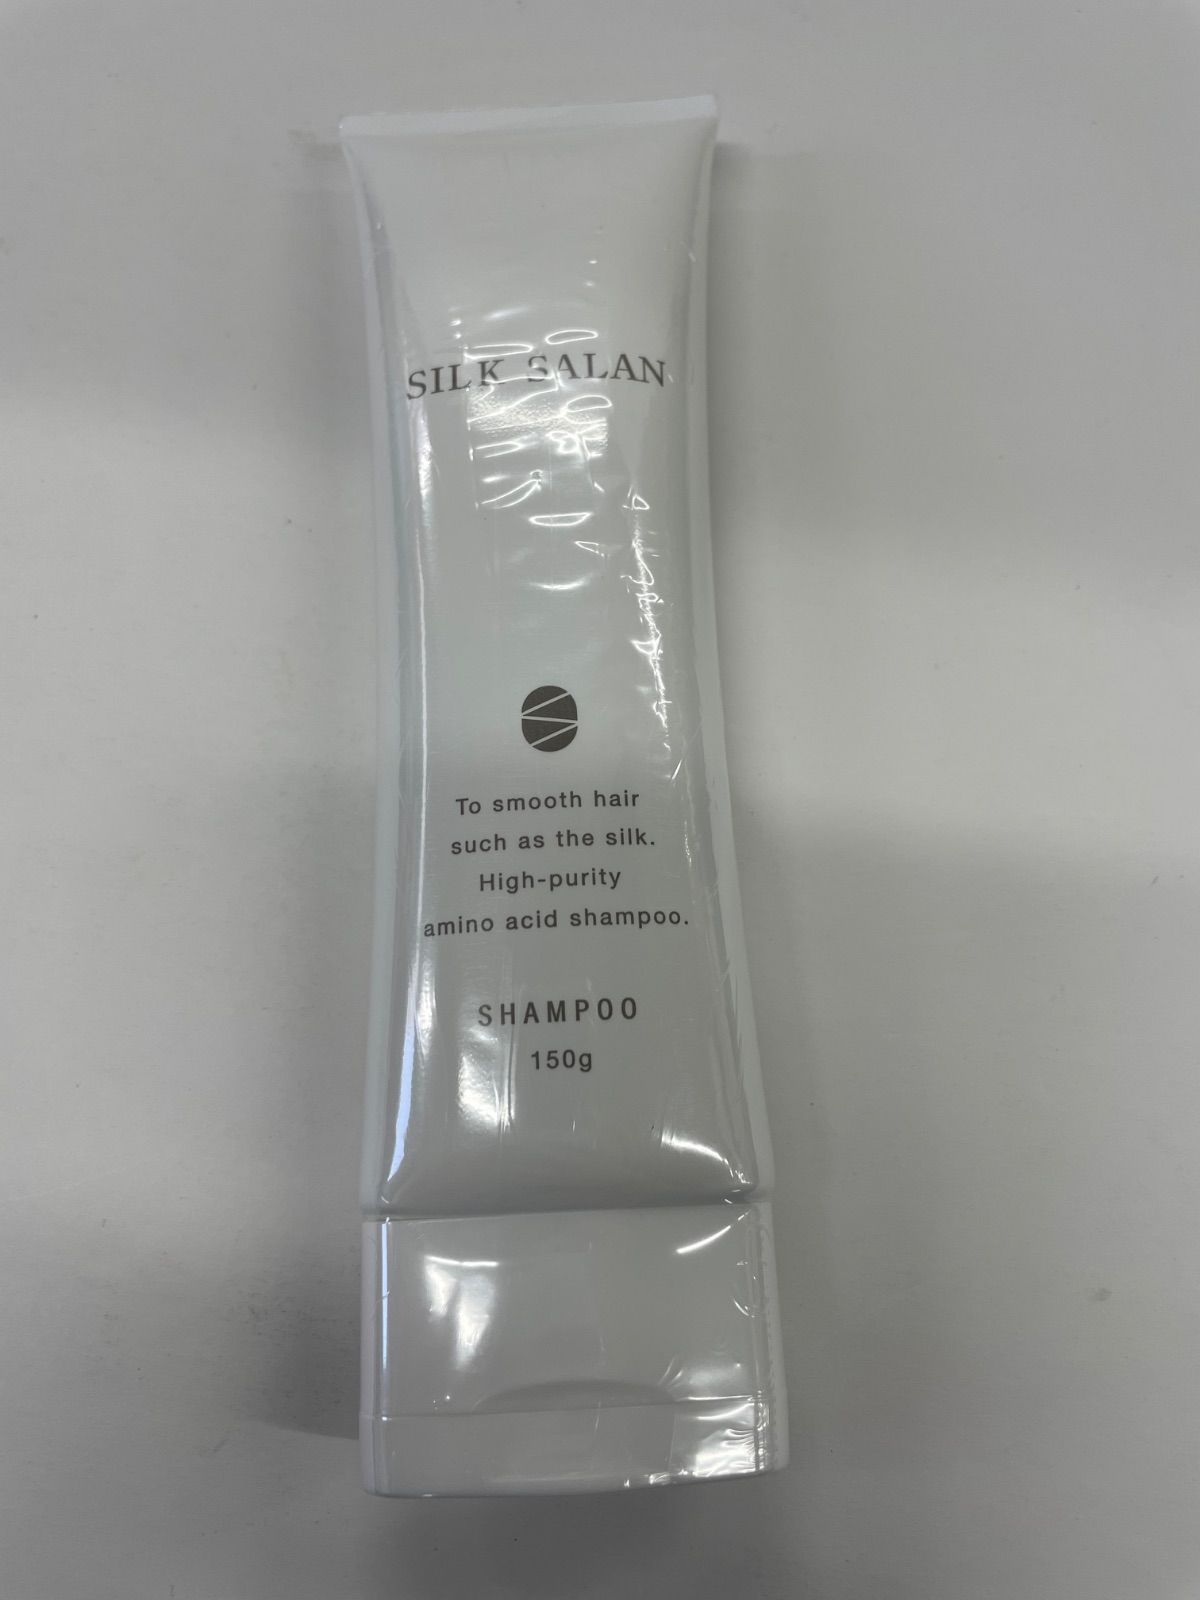 SILK SALAN
To smooth hair
such as the silk.
High-purity
amino acid shampoo.
SHAMPOO
150g